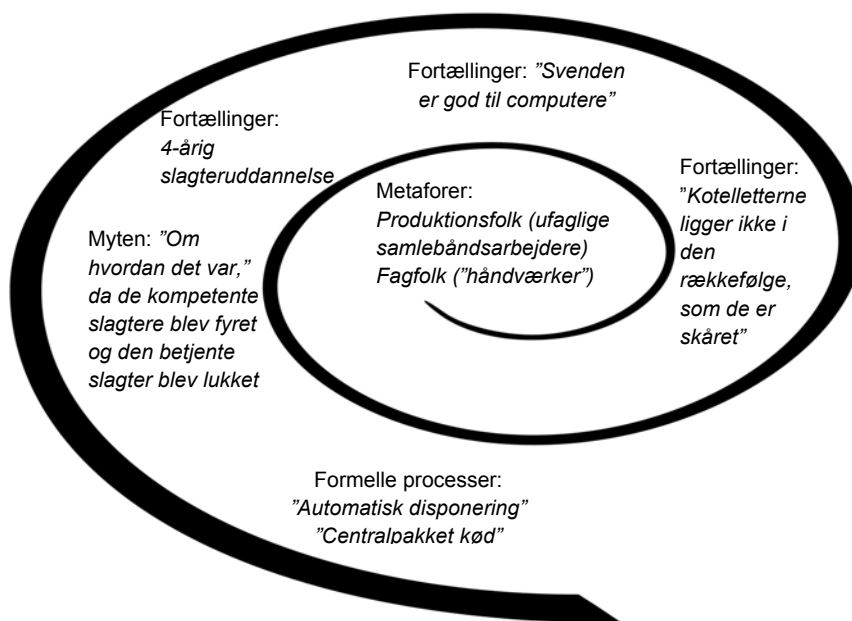 Fortællinger: ”Svenden
er god til computere”
Fortællinger:
4-årig
slagteruddannelse
Myten: ”Om
hvordan det var,”
da de kompetente
slagtere blev fyret
og den betjente
slagter blev lukket
Metaforer:
Produktionsfolk (ufaglige
samlebåndsarbejdere)
Fagfolk (”håndværker”)
Fortællinger:
”Kotelletterne
ligger ikke i
den
rækkefølge,
som de er
skåret”
Formelle processer:
”Automatisk disponering”
”Centralpakket kød”